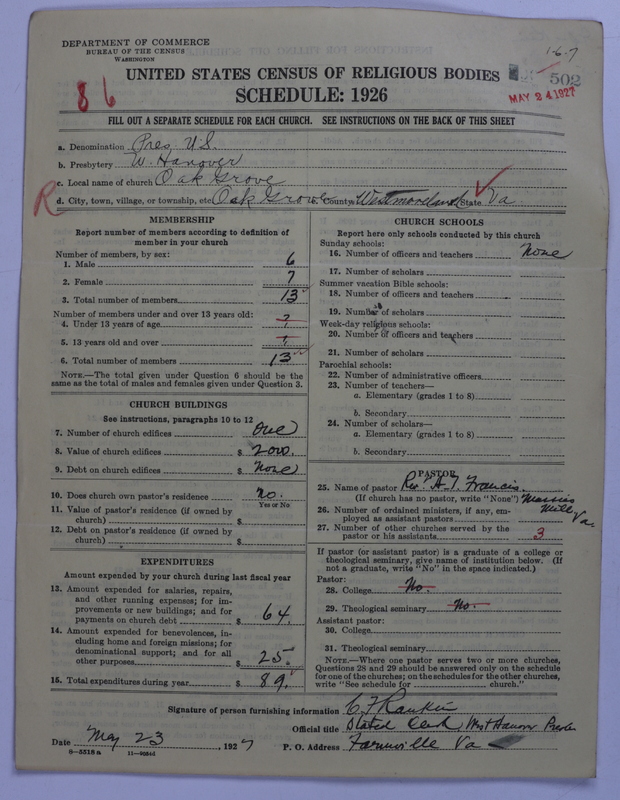 DEPARTMENT OF COMMERCE
BUREAU OF THE CENSUS
WASHINGTON
1-6-7
502
MAY 24 1927
8 6
UNITED STATES CENSUS OF RELIGIOUS BODIES
SCHEDULE: 1926
FILL OUT A SEPARATE SCHEDULE FOR EACH CHURCH. SEE INSTRUCTIONS ON THE BACK OF THIS SHEET
a. Denomination Pres. U.S.
b. Presbytery W. Hanover
c. Local name of church Oak Grove
R d. City, town, village, or township, etc Oak Grove e. County Westmoreland State Va.
MEMBERSHIP
Report number of members according to definition of
member in your church
Number of members, by sex:
1. Male 6
2. Female 7
3. Total number of members 13
Number of members under and over 13 years old:
4. Under 13 years of age ?
5. 13 years old and over ?
6. Total number of members 13
NOTE.—The total given under Question 6 should be
same as the total of males and females given under Question 3.
CHURCH BUILDINGS
See instructions, paragraphs 10 to 12
7. Number of church edifices One
8. Value of church edifices $ 2000.
9. Debt on church edifices $ None
10. Does church own pastor's residence No.
Yes or No
11. Value of pastor's residence (if owned by
church) $
12. Debt on pastor's residence (if owned by
church) $
EXPENDITURES
Amount expended by your church during last fiscal year
13. Amount expended for salaries, repairs,
and other running expenses; for im-
provements or new buildings; and for
payments on church debt $ 64.
14. Amount expended for benevolences, in-
cluding home and foreign missions; for
denominational support; and for all
other purposes $ 25
15. Total expenditures during year $ 89.
CHURCH SCHOOLS
Report here only schools conducted by this church
Sunday schools:
16. Number of officers and teachers None
17. Number of scholars
Summer vacation Bible schools:
18. Number of officers and teachers
19. Number of scholars
Week-day religious schools:
20. Number of officers and teachers
21. Number of scholars
Parochial schools:
22. Number of administrative officers
23. Number of teachers—
a. Elementary (grades 1 to 8)
b. Secondary
24. Number of scholars—
a. Elementary (grades 1 to 8)
b. Secondary
PASTOR
25. Name of pastor Rev. A. T. Francis.
(If church has no pastor, write "None") Massies
Mill Va
26. Number of ordained ministers, if any, em-
ployed as assistant pastors
27. Number of other churches served by the
pastor or his assistants 3
If pastor (or assistant pastor) is a graduate of a college or
theological seminary, give name of institution below. (If
not a graduate, write "No" in the space indicated.)
Pastor:
28. College No.
29. Theological seminary No.
Assistant pastor:
30. College
31. Theological seminary
NOTE.—Where one pastor serves two or more churches,
Questions 28 and 29 should be answered only on the schedule
for one of the churches; on the schedules for the other churches,
write "See schedule for church."
Signature of person furnishing information C F Rankin
Official title Stated Clerk, West Hanover Presby
Date May 23, 1927 P. O. Address Farmville Va
8—5518a